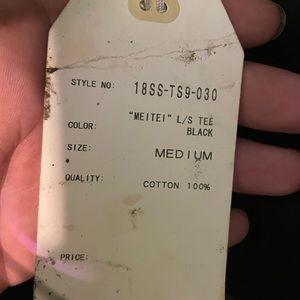 STYLE NO: 18SS-TS9-030
"MEITEI" L/S TEE
COLOR: BLACK
SIZE: MEDIUM
QUALITY: COTTON 100%
PRICE: